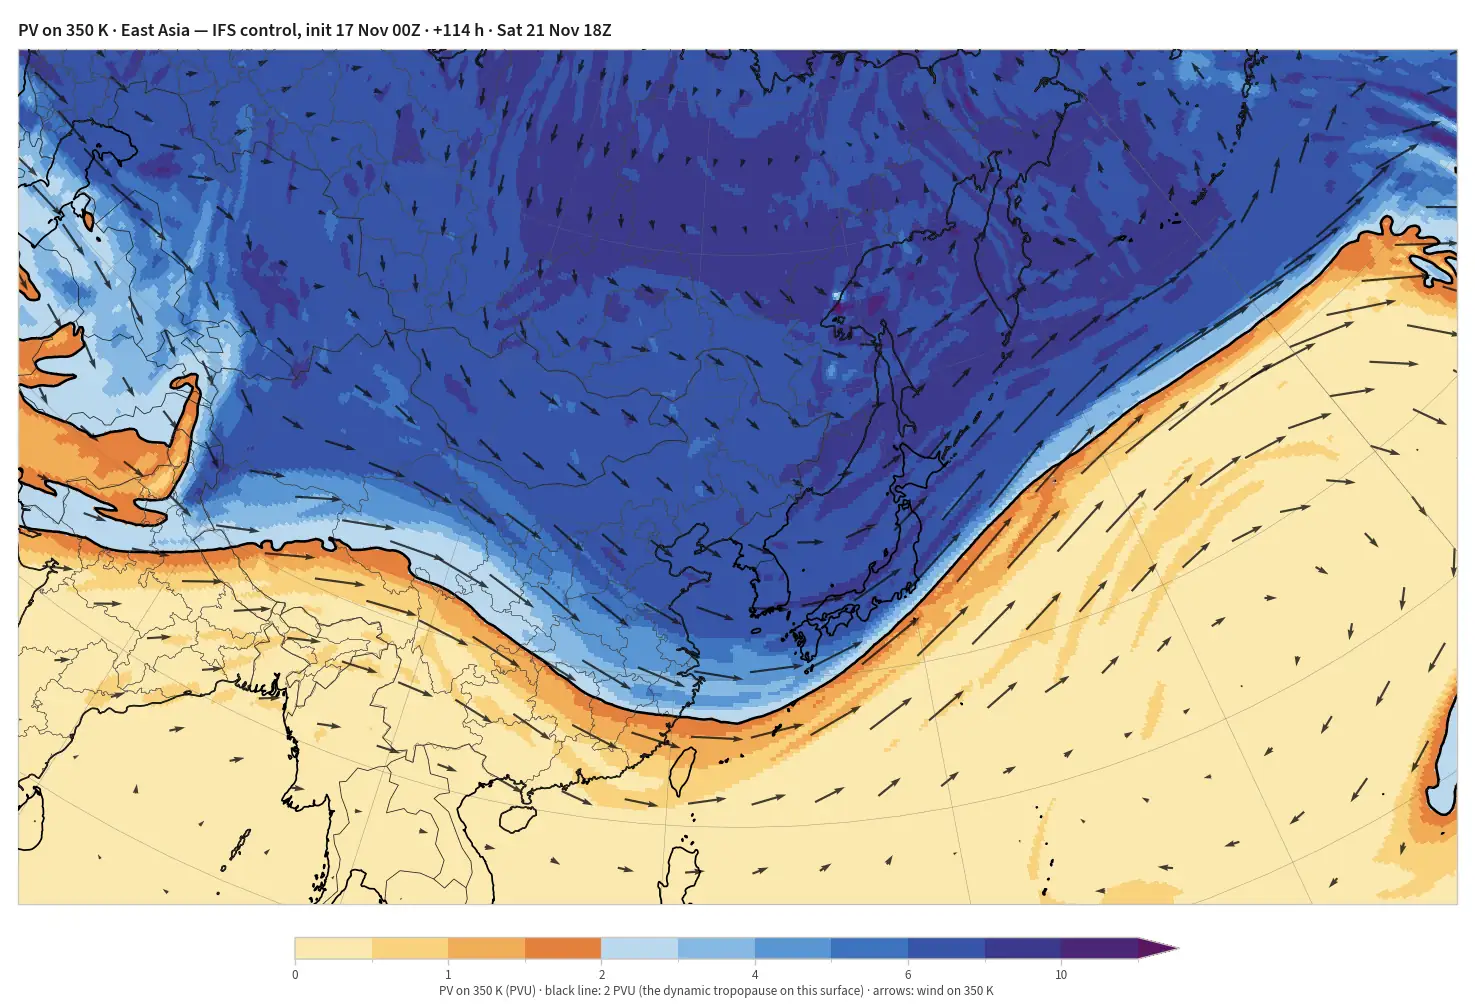 PV on 350 K · East Asia — IFS control, init 17 Nov 00Z · +114 h · Sat 21 Nov 18Z
0 1 2 4 6 10
PV on 350 K (PVU) · black line: 2 PVU (the dynamic tropopause on this surface) · arrows: wind on 350 K